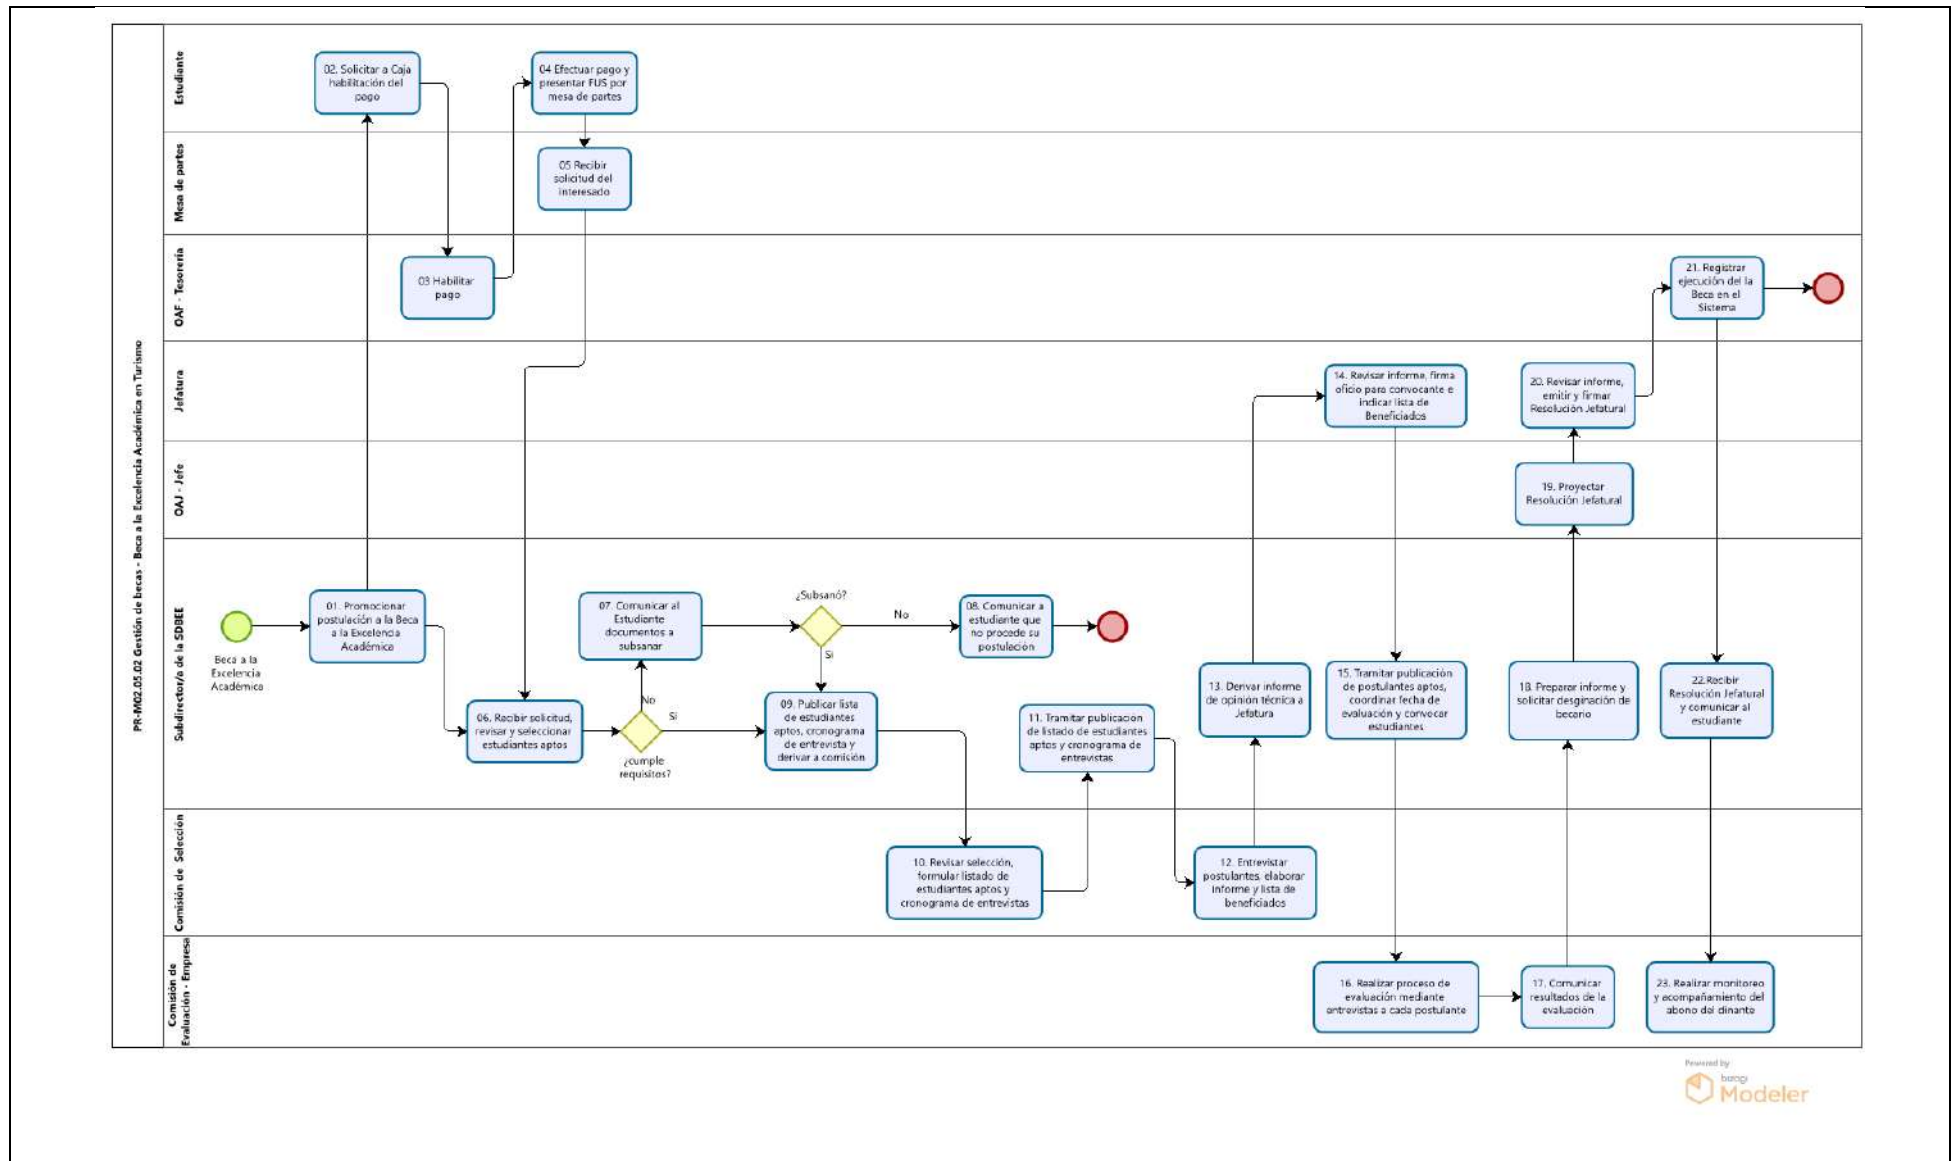 PR-M02.05.02 Gestión de becas - Beca a la Excelencia Académica en Turismo
Estudiante
02. Solicitar a Caja
habilitación del
pago
04 Efectuar pago y
presentar FUS por
mesa de partes
Mesa de partes
05 Recibir
solicitud del
interesado
OAF - Tesorería
03 Habilitar
pago
21. Registrar
ejecución del la
Beca en el
Sistema
Jefatura
14. Revisar informe, firma
oficio para convocante e
indicar lista de
Beneficiados
20. Revisar informe,
emitir y firmar
Resolución Jefatural
OAJ - Jefe
19. Proyectar
Resolución Jefatural
Subdirector/a de la SDBEE
Beca a la
Excelencia
Académica
01. Promocionar
postulación a la Beca
a la Excelencia
Académica
06. Recibir solicitud,
revisar y seleccionar
estudiantes aptos
¿cumple
requisitos?
No
Si
07. Comunicar al
Estudiante
documentos a
subsanar
¿Subsanó?
No
Si
08. Comunicar a
estudiante que
no procede su
postulación
09. Publicar lista
de estudiantes
aptos, cronograma
de entrevista y
derivar a comisión
11. Tramitar publicación
de listado de estudiantes
aptos y cronograma de
entrevistas
13. Derivar informe
de opinión técnica a
Jefatura
15. Tramitar publicación
de postulantes aptos,
coordinar fecha de
evaluación y convocar
estudiantes
18. Preparar informe y
solicitar desginación de
becario
22.Recibir
Resolución Jefatural
y comunicar al
estudiante
Comisión de Selección
10. Revisar selección,
formular listado de
estudiantes aptos y
cronograma de entrevistas
12. Entrevistar
postulantes, elaborar
informe y lista de
beneficiados
Comisión de
Evaluación - Empresa
16. Realizar proceso de
evaluación mediante
entrevistas a cada postulante
17. Comunicar
resultados de la
evaluación
23. Realizar monitoreo
y acompañamiento del
abono del dinante
Powered by
bizagi
Modeler